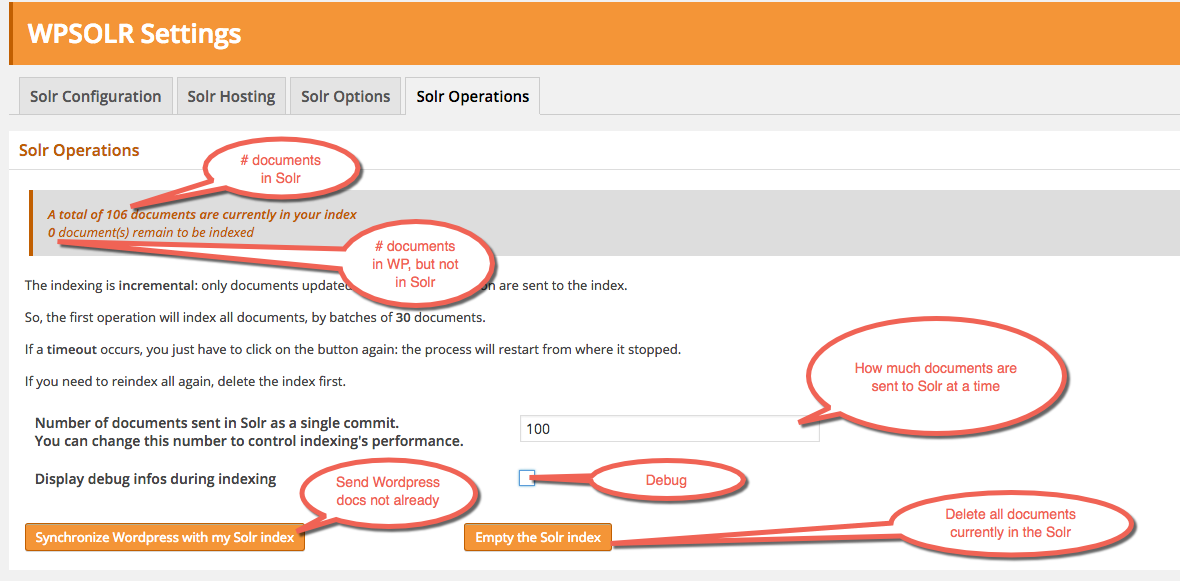 WPSOLR Settings
Solr Configuration
Solr Hosting
Solr Options
Solr Operations
Solr Operations
# documents
in Solr
A total of 106 documents are currently in your index
0 document(s) remain to be indexed
# documents
in WP, but not
in Solr
The indexing is incremental: only documents updated n are sent to the index.
So, the first operation will index all documents, by batches of 30 documents.
If a timeout occurs, you just have to click on the button again: the process will restart from where it stopped.
If you need to reindex all again, delete the index first.
How much documents are
sent to Solr at a time
Number of documents sent in Solr as a single commit.
You can change this number to control indexing's performance.
100
Display debug infos during indexing
Debug
Send Wordpress
docs not already
Synchronize Wordpress with my Solr index
Empty the Solr index
Delete all documents
currently in the Solr